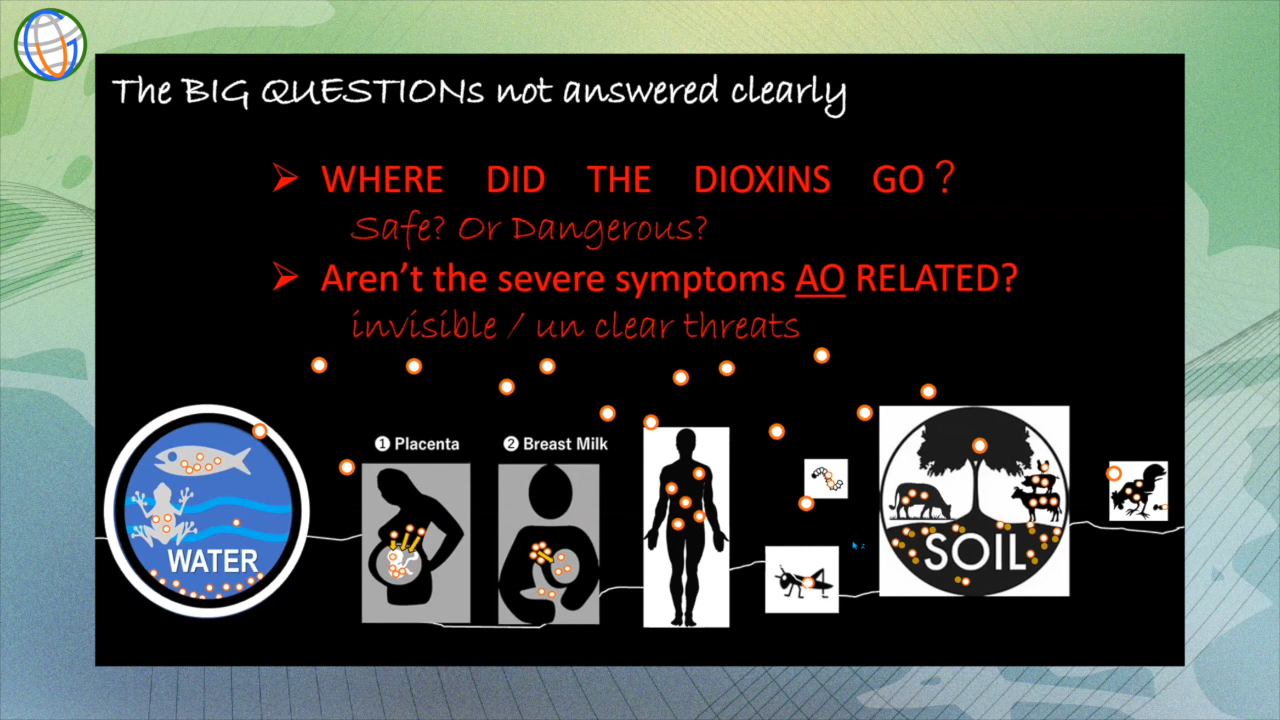 The BIG QUESTIONs not answered clearly
➢ WHERE DID THE DIOXINS GO ?
Safe? Or Dangerous?
➢ Aren't the severe symptoms AO RELATED?
invisible / un clear threats
❶ Placenta
❷ Breast Milk
WATER
SOIL